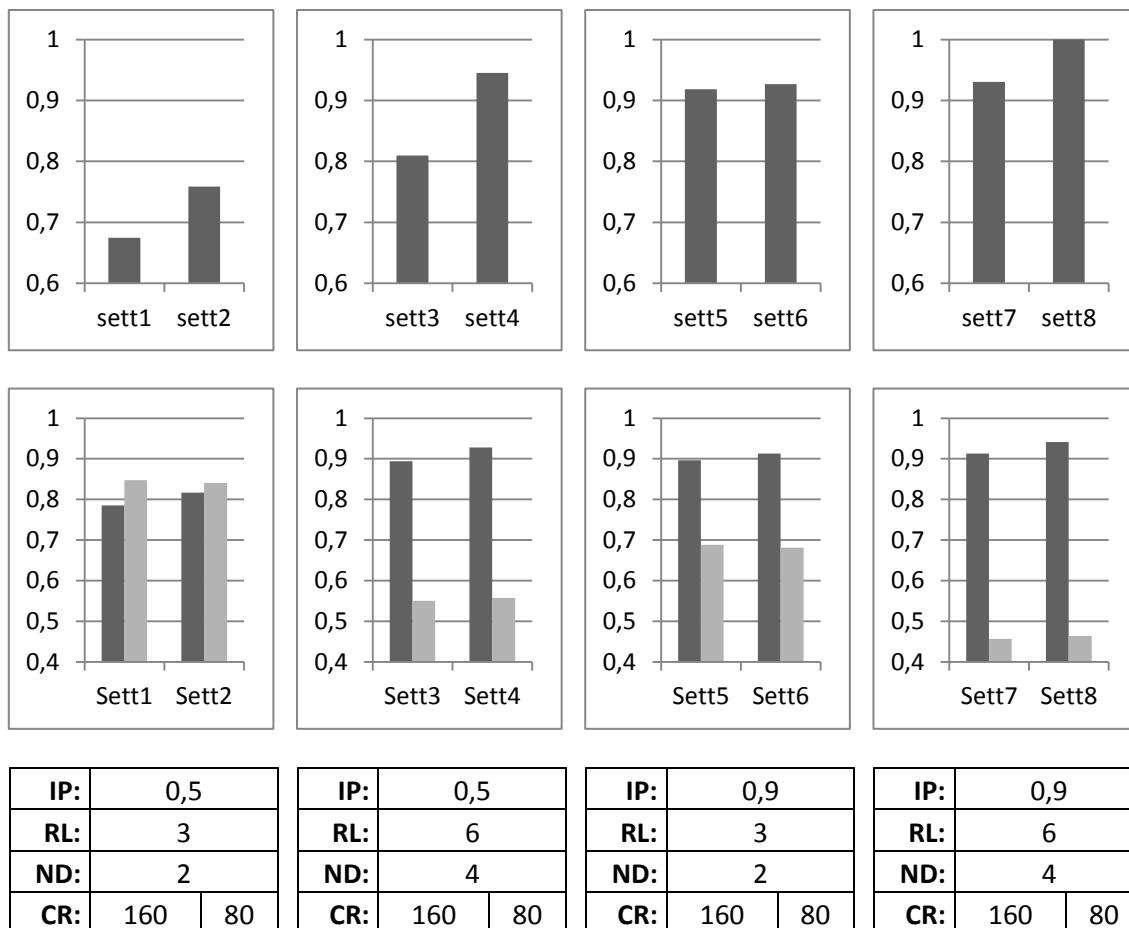 1 1 1 1
0,9 0,9 0,9 0,9
0,8 0,8 0,8 0,8
0,7 0,7 0,7 0,7
0,6 0,6 0,6 0,6
sett1 sett2 sett3 sett4 sett5 sett6 sett7 sett8
1 1 1 1
0,9 0,9 0,9 0,9
0,8 0,8 0,8 0,8
0,7 0,7 0,7 0,7
0,6 0,6 0,6 0,6
0,5 0,5 0,5 0,5
0,4 0,4 0,4 0,4
Sett1 Sett2 Sett3 Sett4 Sett5 Sett6 Sett7 Sett8
IP: 0,5 IP: 0,5 IP: 0,9 IP: 0,9
RL: 3 RL: 6 RL: 3 RL: 6
ND: 2 ND: 4 ND: 2 ND: 4
CR: 160 80 CR: 160 80 CR: 160 80 CR: 160 80